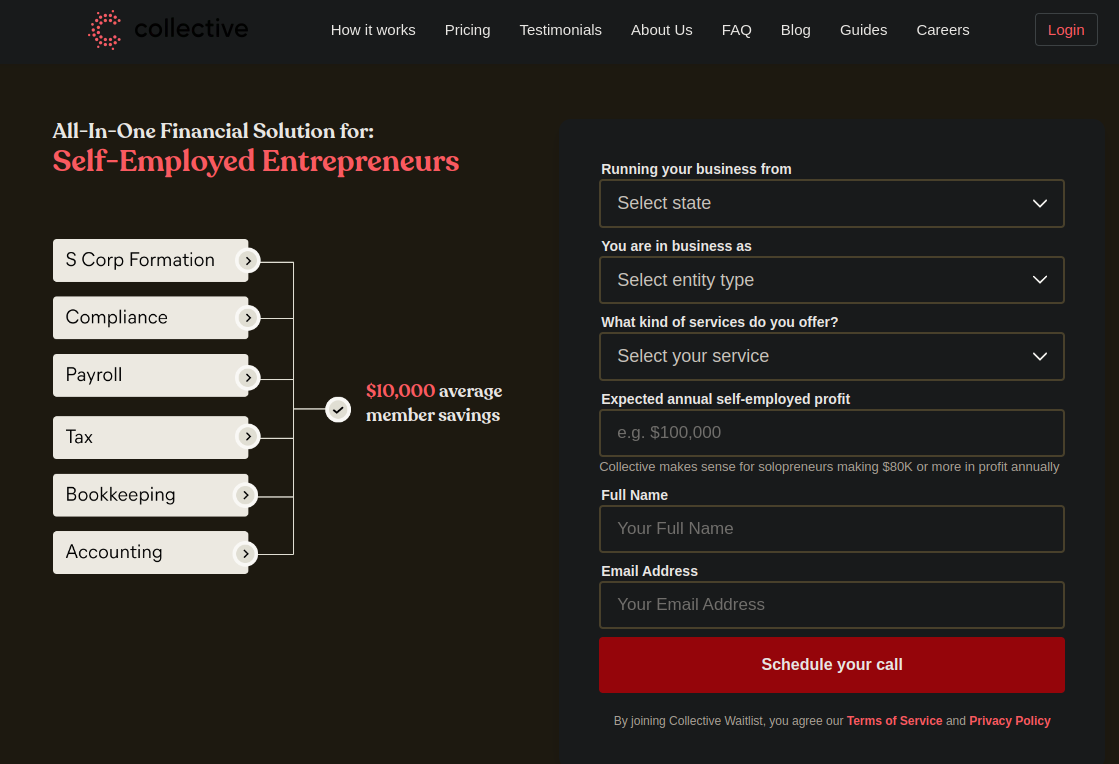 collective
How it works
Pricing
Testimonials
About Us
FAQ
Blog
Guides
Careers
Login
All-In-One Financial Solution for:
Self-Employed Entrepreneurs
S Corp Formation
Compliance
Payroll
Tax
Bookkeeping
Accounting
$10,000 average
member savings
Running your business from
Select state
You are in business as
Select entity type
What kind of services do you offer?
Select your service
Expected annual self-employed profit
e.g. $100,000
Collective makes sense for solopreneurs making $80K or more in profit annually
Full Name
Your Full Name
Email Address
Your Email Address
Schedule your call
By joining Collective Waitlist, you agree our Terms of Service and Privacy Policy